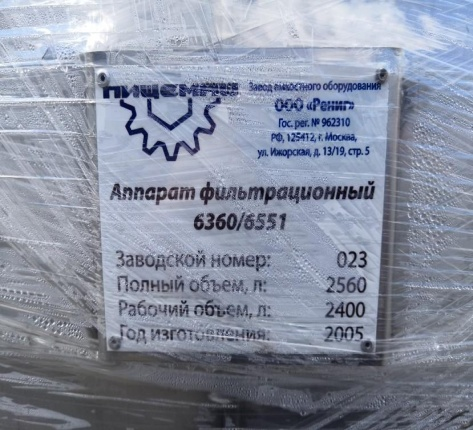 ПИЩЕМАШ
Завод емкостного оборудования
ООО «Рениг»
Гос. рег. № 962310
РФ, 125412, г. Москва,
ул. Ижорская, д. 13/19, стр. 5
Аппарат фильтрационный
6360/6551
Заводской номер: 023
Полный объем, л: 2560
Рабочий объем, л: 2400
Год изготовления: 2005